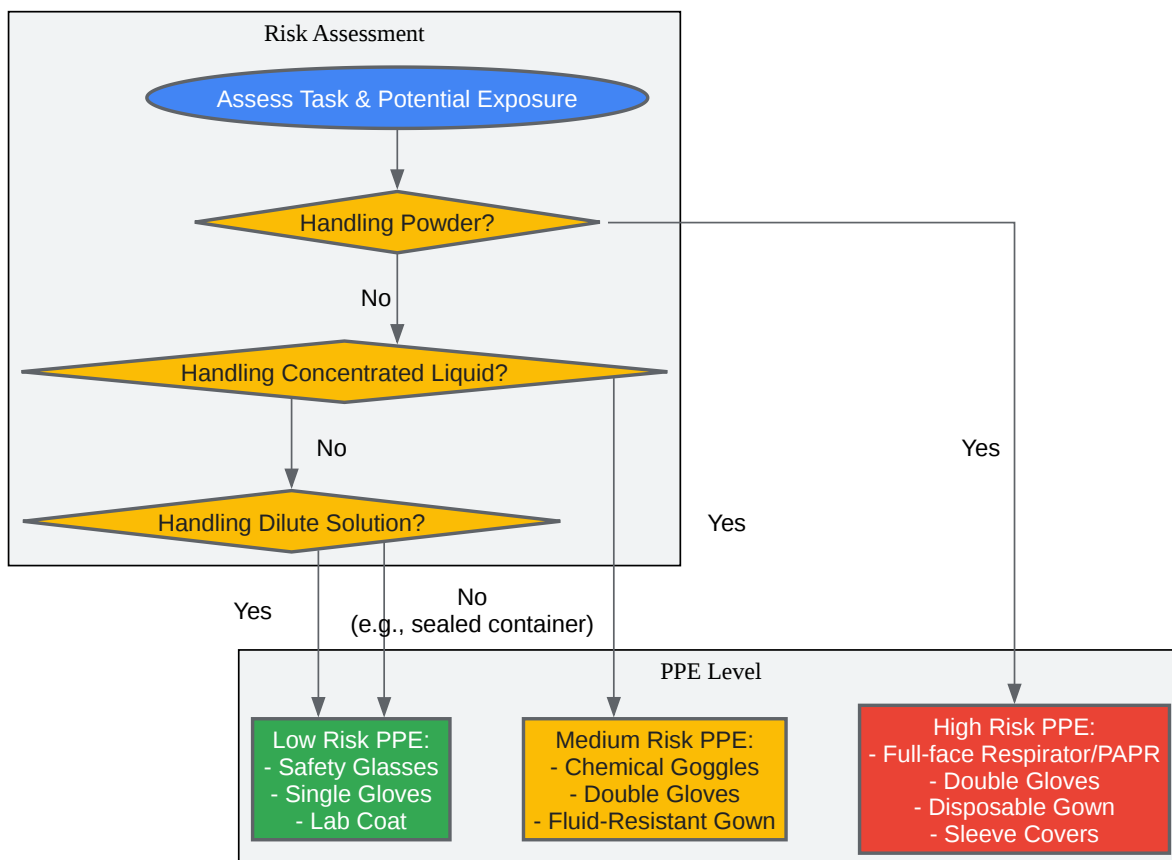 Risk Assessment
Assess Task & Potential Exposure
Handling Powder?
No
Handling Concentrated Liquid?
No
Yes
Handling Dilute Solution?
Yes
Yes
No
(e.g., sealed container)
PPE Level
Low Risk PPE:
- Safety Glasses
- Single Gloves
- Lab Coat
Medium Risk PPE:
- Chemical Goggles
- Double Gloves
- Fluid-Resistant Gown
High Risk PPE:
- Full-face Respirator/PAPR
- Double Gloves
- Disposable Gown
- Sleeve Covers